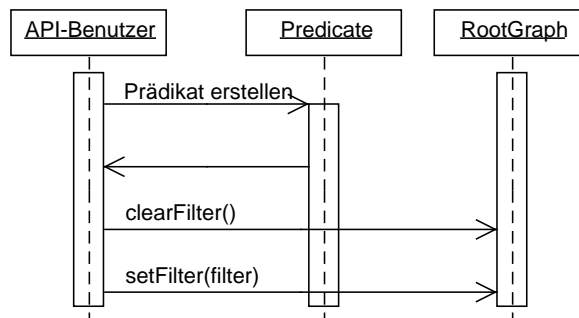 API-Benutzer
Predicate
RootGraph
Prädikat erstellen
clearFilter()
setFilter(filter)